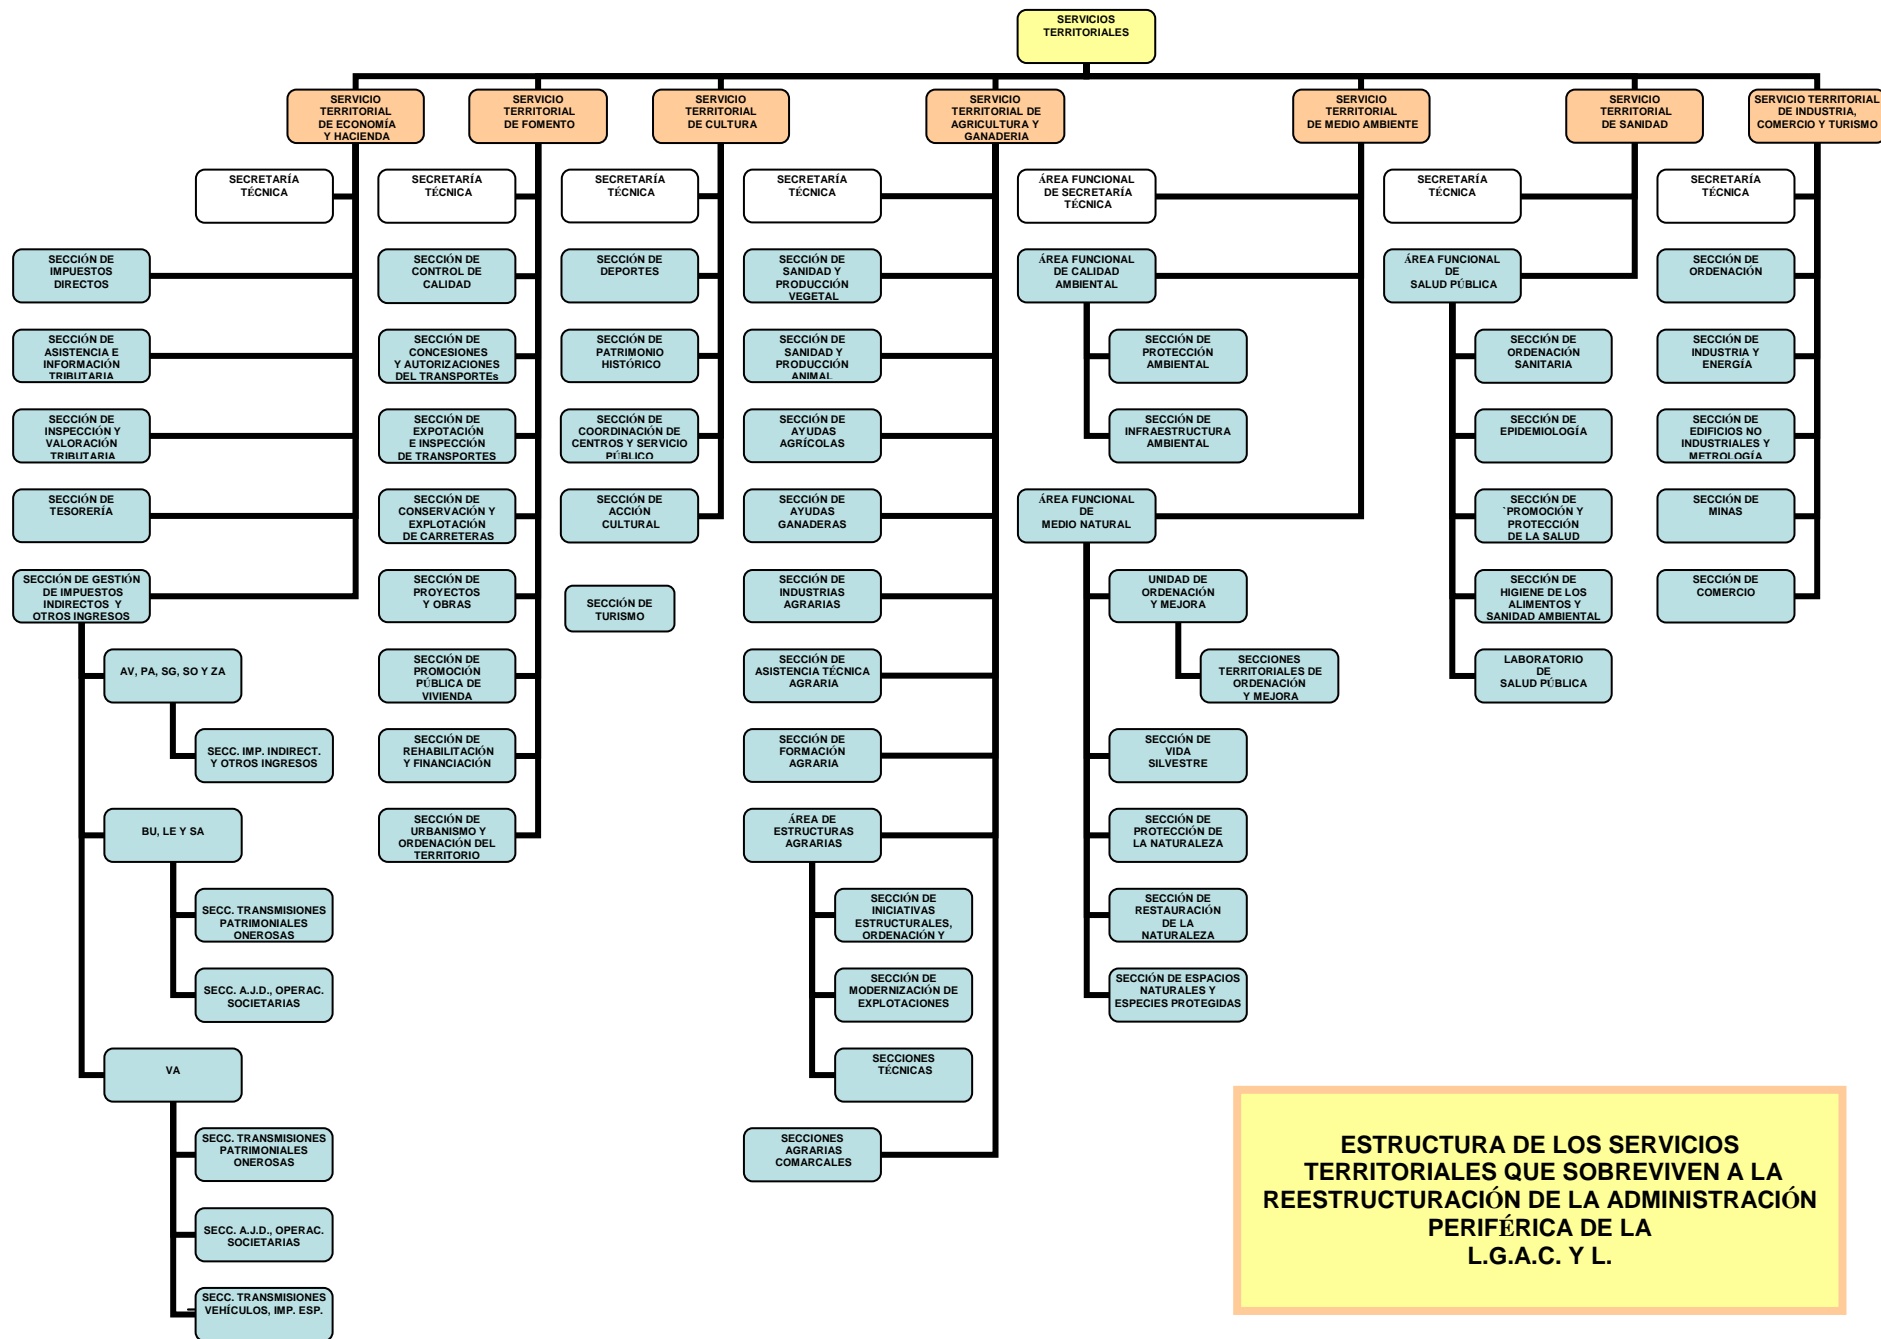 SERVICIOS
TERRITORIALES
SERVICIO
TERRITORIAL
DE ECONOMÍA
Y HACIENDA
SERVICIO
TERRITORIAL
DE FOMENTO
SERVICIO
TERRITORIAL
DE CULTURA
SERVICIO
TERRITORIAL DE
AGRICULTURA Y
GANADERIA
SERVICIO
TERRITORIAL
DE MEDIO AMBIENTE
SERVICIO
TERRITORIAL
DE SANIDAD
SERVICIO TERRITORIAL
DE INDUSTRIA,
COMERCIO Y TURISMO
SECRETARÍA
TÉCNICA
SECRETARÍA
TÉCNICA
SECRETARÍA
TÉCNICA
SECRETARÍA
TÉCNICA
ÁREA FUNCIONAL
DE SECRETARÍA
TÉCNICA
SECRETARÍA
TÉCNICA
SECRETARÍA
TÉCNICA
SECCIÓN DE
IMPUESTOS
DIRECTOS
SECCIÓN DE
CONTROL DE
CALIDAD
SECCIÓN DE
DEPORTES
SECCIÓN DE
SANIDAD Y
PRODUCCIÓN
VEGETAL
ÁREA FUNCIONAL
DE CALIDAD
AMBIENTAL
ÁREA FUNCIONAL
DE
SALUD PÚBLICA
SECCIÓN DE
ORDENACIÓN
SECCIÓN DE
ASISTENCIA E
INFORMACIÓN
TRIBUTARIA
SECCIÓN DE
CONCESIONES
Y AUTORIZACIONES
DEL TRANSPORTEs
SECCIÓN DE
PATRIMONIO
HISTÓRICO
SECCIÓN DE
SANIDAD Y
PRODUCCIÓN
ANIMAL
SECCIÓN DE
PROTECCIÓN
AMBIENTAL
SECCIÓN DE
ORDENACIÓN
SANITARIA
SECCIÓN DE
INDUSTRIA Y
ENERGÍA
SECCIÓN DE
INSPECCIÓN Y
VALORACIÓN
TRIBUTARIA
SECCIÓN DE
EXPOTACIÓN
E INSPECCIÓN
DE TRANSPORTES
SECCIÓN DE
COORDINACIÓN DE
CENTROS Y SERVICIO
PÚBLICO
SECCIÓN DE
AYUDAS
AGRÍCOLAS
SECCIÓN DE
INFRAESTRUCTURA
AMBIENTAL
SECCIÓN DE
EPIDEMIOLOGÍA
SECCIÓN DE
EDIFICIOS NO
INDUSTRIALES Y
METROLOGÍA
SECCIÓN DE
TESORERÍA
SECCIÓN DE
CONSERVACIÓN Y
EXPLOTACIÓN
DE CARRETERAS
SECCIÓN DE
ACCIÓN
CULTURAL
SECCIÓN DE
AYUDAS
GANADERAS
ÁREA FUNCIONAL
DE
MEDIO NATURAL
SECCIÓN DE
`PROMOCIÓN Y
PROTECCIÓN
DE LA SALUD
SECCIÓN DE
MINAS
SECCIÓN DE GESTIÓN
DE IMPUESTOS
INDIRECTOS Y
OTROS INGRESOS
SECCIÓN DE
PROYECTOS
Y OBRAS
SECCIÓN DE
TURISMO
SECCIÓN DE
INDUSTRIAS
AGRARIAS
UNIDAD DE
ORDENACIÓN
Y MEJORA
SECCIÓN DE
HIGIENE DE LOS
ALIMENTOS Y
SANIDAD AMBIENTAL
SECCIÓN DE
COMERCIO
AV, PA, SG, SO Y ZA
SECCIÓN DE
PROMOCIÓN
PÚBLICA DE
VIVIENDA
SECCIÓN DE
ASISTENCIA TÉCNICA
AGRARIA
SECCIONES
TERRITORIALES DE
ORDENACIÓN
Y MEJORA
LABORATORIO
DE
SALUD PÚBLICA
SECC. IMP. INDIRECT.
Y OTROS INGRESOS
SECCIÓN DE
REHABILITACIÓN
Y FINANCIACIÓN
SECCIÓN DE
FORMACIÓN
AGRARIA
SECCIÓN DE
VIDA
SILVESTRE
BU, LE Y SA
SECCIÓN DE
URBANISMO Y
ORDENACIÓN DEL
TERRITORIO
ÁREA DE
ESTRUCTURAS
AGRARIAS
SECCIÓN DE
PROTECCIÓN DE
LA NATURALEZA
SECC. TRANSMISIONES
PATRIMONIALES
ONEROSAS
SECCIÓN DE
INICIATIVAS
ESTRUCTURALES,
ORDENACIÓN Y
SECCIÓN DE
RESTAURACIÓN
DE LA
NATURALEZA
SECC. A.J.D., OPERAC.
SOCIETARIAS
SECCIÓN DE
MODERNIZACIÓN DE
EXPLOTACIONES
SECCIÓN DE ESPACIOS
NATURALES Y
ESPECIES PROTEGIDAS
VA
SECCIONES
TÉCNICAS
SECC. TRANSMISIONES
PATRIMONIALES
ONEROSAS
SECCIONES
AGRARIAS
COMARCALES
SECC. A.J.D., OPERAC.
SOCIETARIAS
SECC. TRANSMISIONES
VEHÍCULOS, IMP. ESP.
ESTRUCTURA DE LOS SERVICIOS
TERRITORIALES QUE SOBREVIVEN A LA
REESTRUCTURACIÓN DE LA ADMINISTRACIÓN
PERIFÉRICA DE LA
L.G.A.C. Y L.